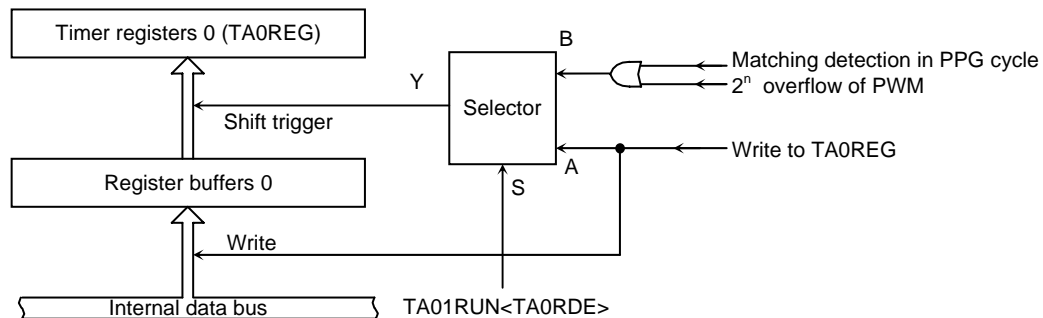 Timer registers 0 (TA0REG)
B
Matching detection in PPG cycle
Y
2ⁿ overflow of PWM
Selector
Shift trigger
Write to TA0REG
A
Register buffers 0
S
Write
Internal data bus
TA01RUN<TA0RDE>